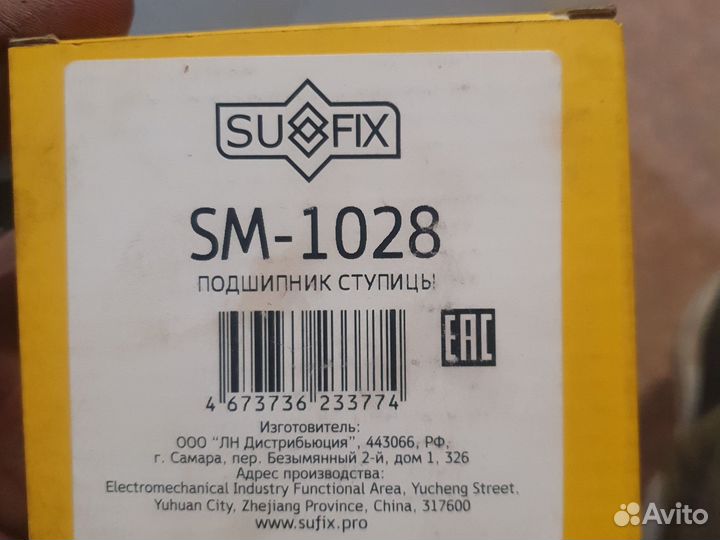 SUFIX
SM-1028
ПОДШИПНИК СТУПИЦЫ
EAC
4 673736 233774
Изготовитель:
ООО "ЛН Дистрибьюция", 443066, РФ,
г. Самара, пер. Безымянный 2-й, дом 1, 326
Адрес производства:
Electromechanical Industry Functional Area, Yucheng Street,
Yuhuan City, Zhejiang Province, China, 317600
www.sufix.pro
Avito